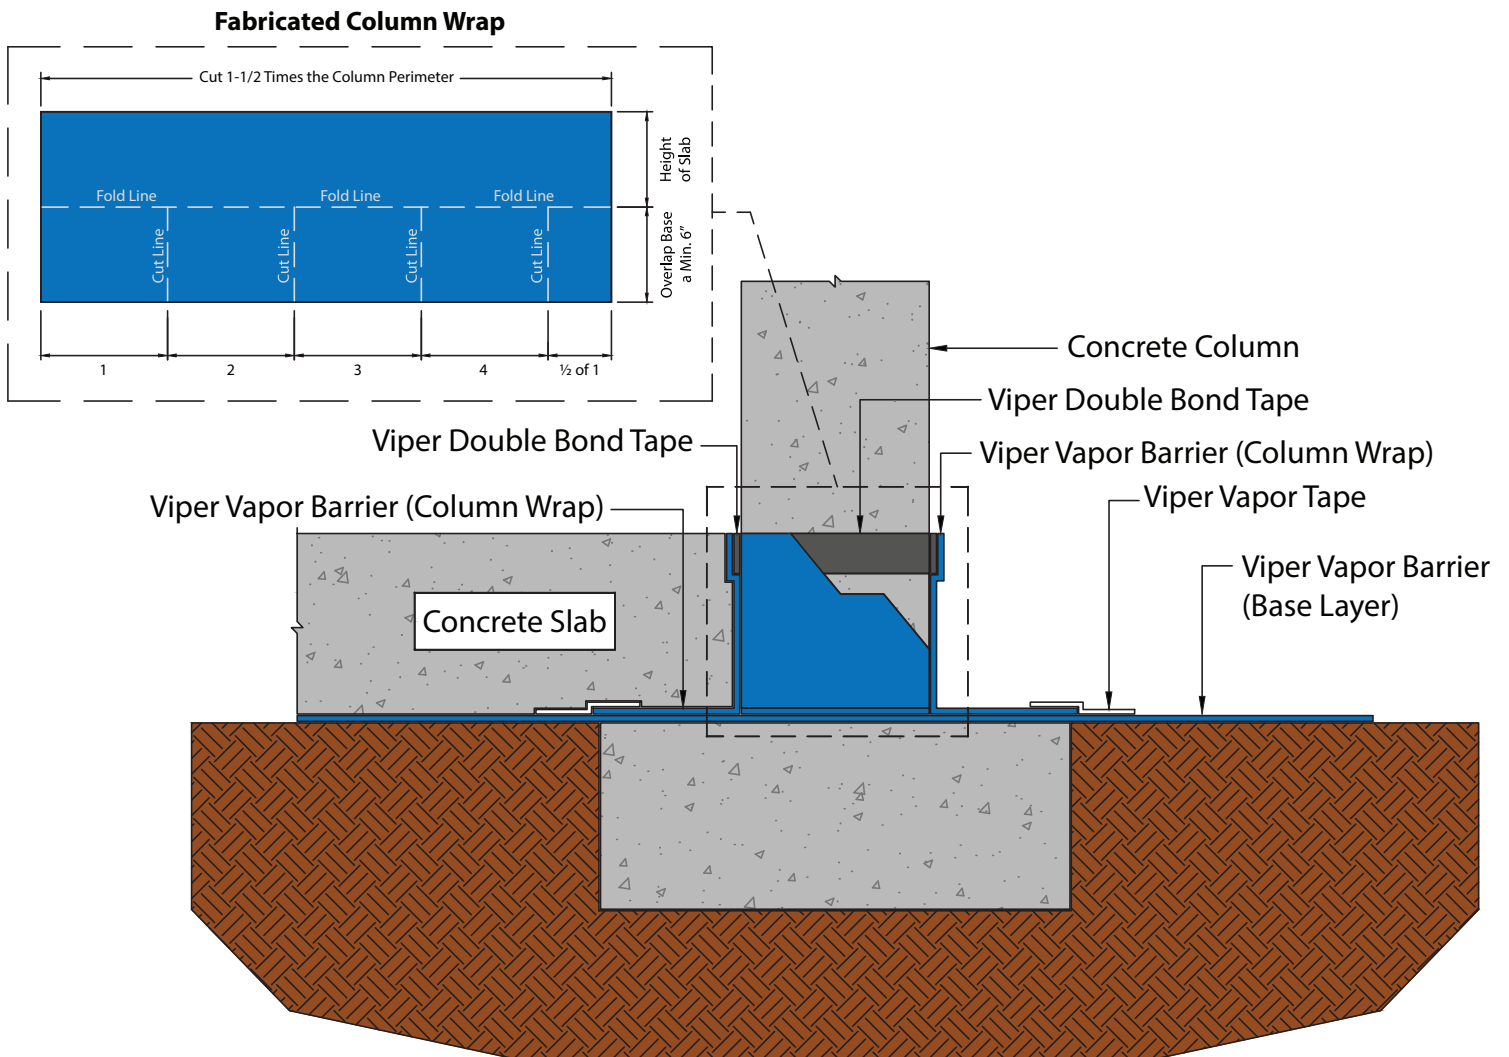 Fabricated Column Wrap
Cut 1-1/2 Times the Column Perimeter
Height
of Slab
Fold Line
Fold Line
Fold Line
Cut Line
Cut Line
Cut Line
Cut Line
Overlap Base
a Min. 6”
1
2
3
4
½ of 1
Concrete Column
Viper Double Bond Tape
Viper Double Bond Tape
Viper Vapor Barrier (Column Wrap)
Viper Vapor Barrier (Column Wrap)
Viper Vapor Tape
Viper Vapor Barrier
(Base Layer)
Concrete Slab